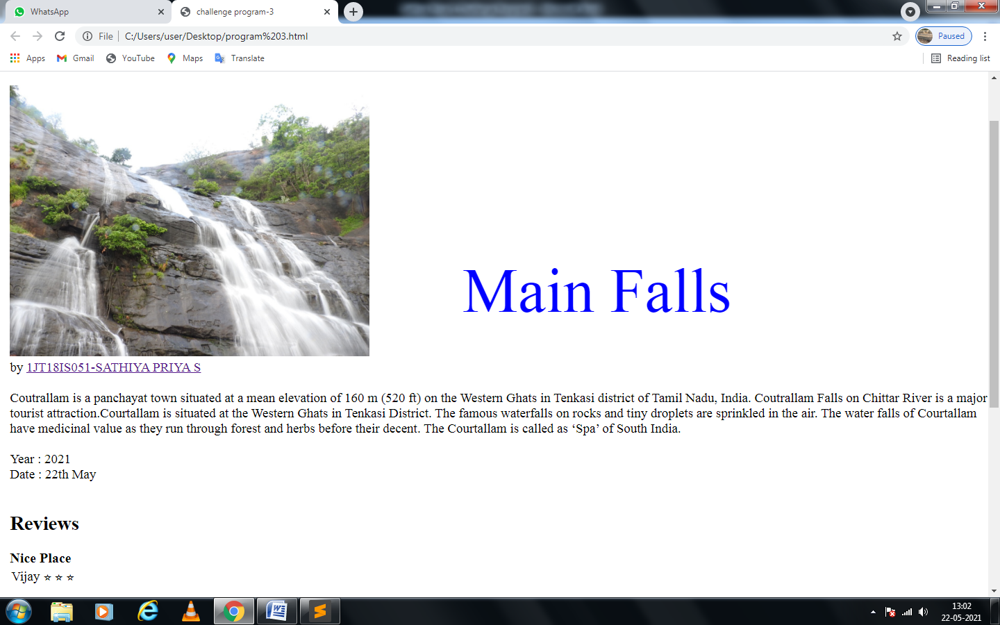 WhatsApp
challenge program-3
File
C:/Users/user/Desktop/program%203.html
Paused
Apps
Gmail
YouTube
Maps
Translate
Reading list
Main Falls
by 1JT18IS051-SATHIYA PRIYA S
Coutrallam is a panchayat town situated at a mean elevation of 160 m (520 ft) on the Western Ghats in Tenkasi district of Tamil Nadu, India. Coutrallam Falls on Chittar River is a major
tourist attraction.Courtallam is situated at the Western Ghats in Tenkasi District. The famous waterfalls on rocks and tiny droplets are sprinkled in the air. The water falls of Courtallam
have medicinal value as they run through forest and herbs before their decent. The Courtallam is called as ‘Spa’ of South India.
Year : 2021
Date : 22th May
Reviews
Nice Place
Vijay ☆ ☆ ☆
13:02
22-05-2021